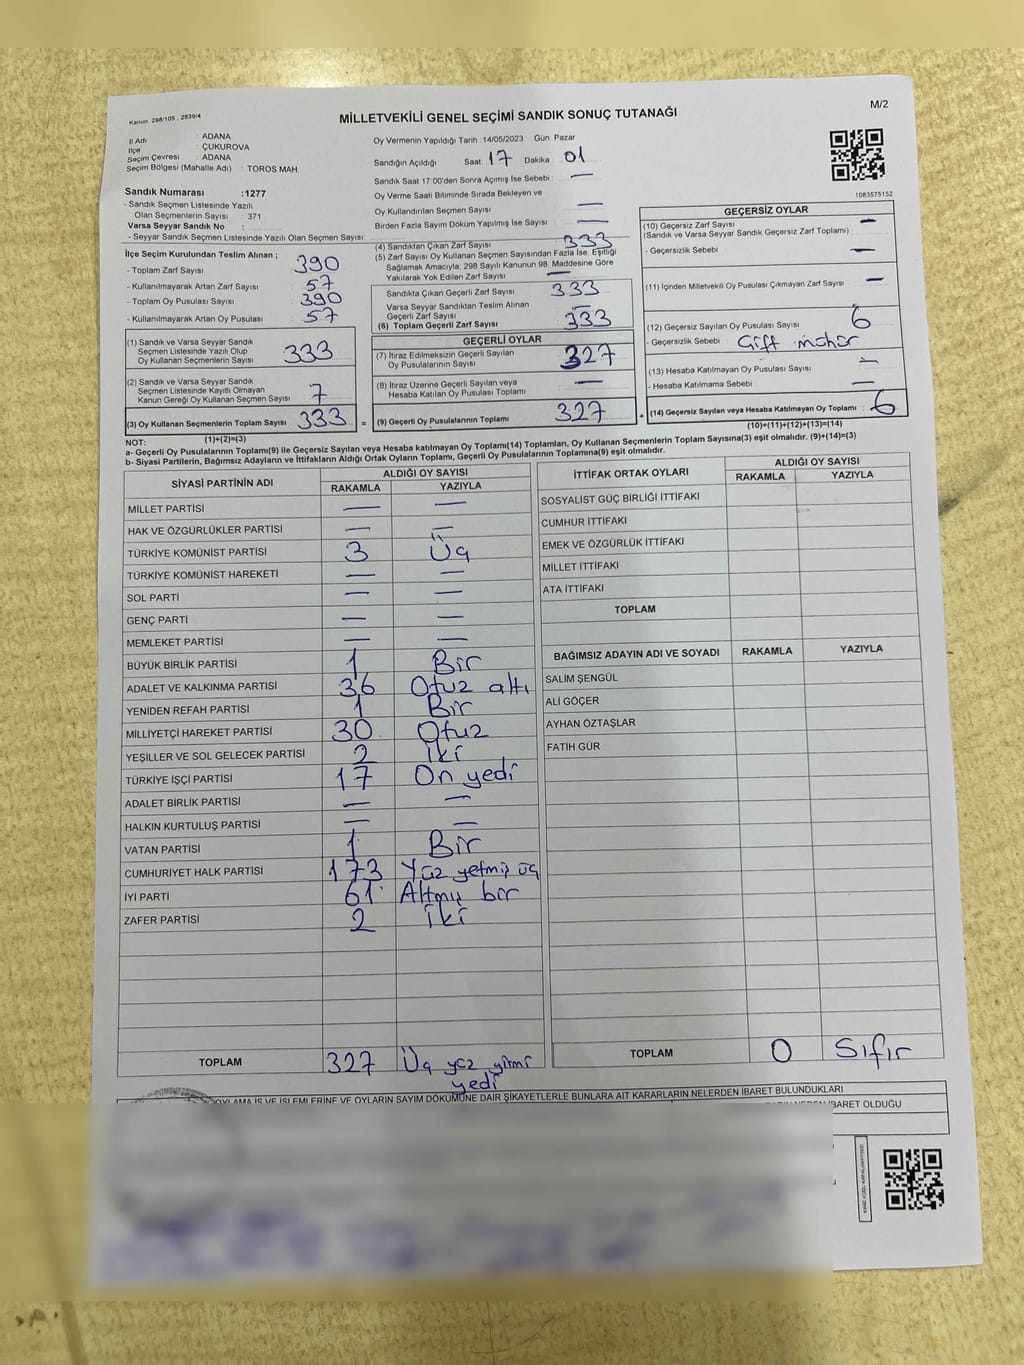 Kanun. 298/105 , 2839/4
MİLLETVEKİLİ GENEL SEÇİMİ SANDIK SONUÇ TUTANAĞI
M/2
İl Adı : ADANA
İlçe : ÇUKUROVA
Seçim Çevresi : ADANA
Seçim Bölgesi (Mahalle Adı) : TOROS MAH
Sandık Numarası :1277
- Sandık Seçmen Listesinde Yazılı
Olan Seçmenlerin Sayısı : 371
Varsa Seyyar Sandık No :
- Seyyar Sandık Seçmen Listesinde Yazılı Olan Seçmen Sayısı:
Oy Vermenin Yapıldığı Tarih :14/05/2023 Gün: Pazar
Sandığın Açıldığı Saat 17 Dakika 01
Sandık Saat 17:00'den Sonra Açımış İse Sebebi : —
Oy Verme Saati Bitiminde Sırada Bekleyen ve
Oy Kullandırılan Seçmen Sayısı —
Birden Fazla Sayım Döküm Yapılmış İse Sayısı —
1083575152
İlçe Seçim Kurulundan Teslim Alınan ;
- Toplam Zarf Sayısı 390
- Kullanılmayarak Artan Zarf Sayısı 57
- Toplam Oy Pusulası Sayısı 390
- Kullanılmayarak Artan Oy Pusulası 57
(1) Sandık ve Varsa Seyyar Sandık
Seçmen Listesinde Yazılı Olup
Oy Kullanan Seçmenlerin Sayısı 333
(2) Sandık ve Varsa Seyyar Sandık
Seçmen Listesinde Kayıtlı Olmayan
Kanun Gereği Oy Kullanan Seçmen Sayısı 7
(3) Oy Kullanan Seçmenlerin Toplam Sayısı 333 =
(1)+(2)=(3)
(4) Sandıktan Çıkan Zarf Sayısı 333
(5) Zarf Sayısı Oy Kullanan Seçmen Sayısından Fazla İse, Eşitliği
Sağlamak Amacıyla; 298 Sayılı Kanunun 98. Maddesine Göre
Yakılarak Yok Edilen Zarf Sayısı —
Sandıkta Çıkan Geçerli Zarf Sayısı 333
Varsa Seyyar Sandıktan Teslim Alınan
Geçerli Zarf Sayısı —
(6) Toplam Geçerli Zarf Sayısı 333
GEÇERLİ OYLAR
(7) İtiraz Edilmeksizin Geçerli Sayılan
Oy Pusulalarının Sayısı 327
(8) İtiraz Üzerine Geçerli Sayılan veya
Hesaba Katılan Oy Pusulası Toplamı —
(9) Geçerli Oy Pusulalarının Toplamı 327 +
GEÇERSİZ OYLAR
(10) Geçersiz Zarf Sayısı —
(Sandık ve Varsa Seyyar Sandık Geçersiz Zarf Toplamı)
- Geçersizlik Sebebi —
(11) İçinden Milletvekili Oy Pusulası Çıkmayan Zarf Sayısı —
(12) Geçersiz Sayılan Oy Pusulası Sayısı 6
- Geçersizlik Sebebi Çift mühür
(13) Hesaba Katılmayan Oy Pusulası Sayısı —
- Hesaba Katılmama Sebebi —
(14) Geçersiz Sayılan veya Hesaba Katılmayan Oy Toplamı : 6
(10)+(11)+(12)+(13)=(14)
NOT:
a- Geçerli Oy Pusulalarının Toplamı(9) ile Geçersiz Sayılan veya Hesaba katılmayan Oy Toplamı(14) Toplamları, Oy Kullanan Seçmenlerin Toplam Sayısına(3) eşit olmalıdır. (9)+(14)=(3)
b- Siyasi Partilerin, Bağımsız Adayların ve İttifakların Aldığı Ortak Oyların Toplamı, Geçerli Oy Pusulalarının Toplamına(9) eşit olmalıdır.
SİYASİ PARTİNİN ADI ALDIĞI OY SAYISI
RAKAMLA YAZIYLA
MİLLET PARTİSİ — —
HAK VE ÖZGÜRLÜKLER PARTİSİ — —
TÜRKİYE KOMÜNİST PARTİSİ 3 Üç
TÜRKİYE KOMÜNİST HAREKETİ — —
SOL PARTİ — —
GENÇ PARTİ — —
MEMLEKET PARTİSİ — —
BÜYÜK BİRLİK PARTİSİ 1 Bir
ADALET VE KALKINMA PARTİSİ 36 Otuz altı
YENİDEN REFAH PARTİSİ 1 Bir
MİLLİYETÇİ HAREKET PARTİSİ 30 Otuz
YEŞİLLER VE SOL GELECEK PARTİSİ 2 İki
TÜRKİYE İŞÇİ PARTİSİ 17 On yedi
ADALET BİRLİK PARTİSİ — —
HALKIN KURTULUŞ PARTİSİ — —
VATAN PARTİSİ 1 Bir
CUMHURİYET HALK PARTİSİ 173 Yüz yetmiş üç
İYİ PARTİ 61 Altmış bir
ZAFER PARTİSİ 2 İki
TOPLAM 327 Üç yüz yirmi
yedi
İTTİFAK ORTAK OYLARI ALDIĞI OY SAYISI
RAKAMLA YAZIYLA
SOSYALİST GÜÇ BİRLİĞİ İTTİFAKI
CUMHUR İTTİFAKI
EMEK VE ÖZGÜRLÜK İTTİFAKI
MİLLET İTTİFAKI
ATA İTTİFAKI
TOPLAM
BAĞIMSIZ ADAYIN ADI VE SOYADI RAKAMLA YAZIYLA
SALİM ŞENGÜL
ALİ GÖÇER
AYHAN ÖZTAŞLAR
FATİH GÜR
TOPLAM 0 Sıfır
OYLAMA İŞ VE İŞLEMLERİNE VE OYLARIN SAYIM DÖKÜMÜNE DAİR ŞİKAYETLERLE BUNLARA AİT KARARLARIN NELERDEN İBARET BULUNDUKLARI
İBARET OLDUĞU